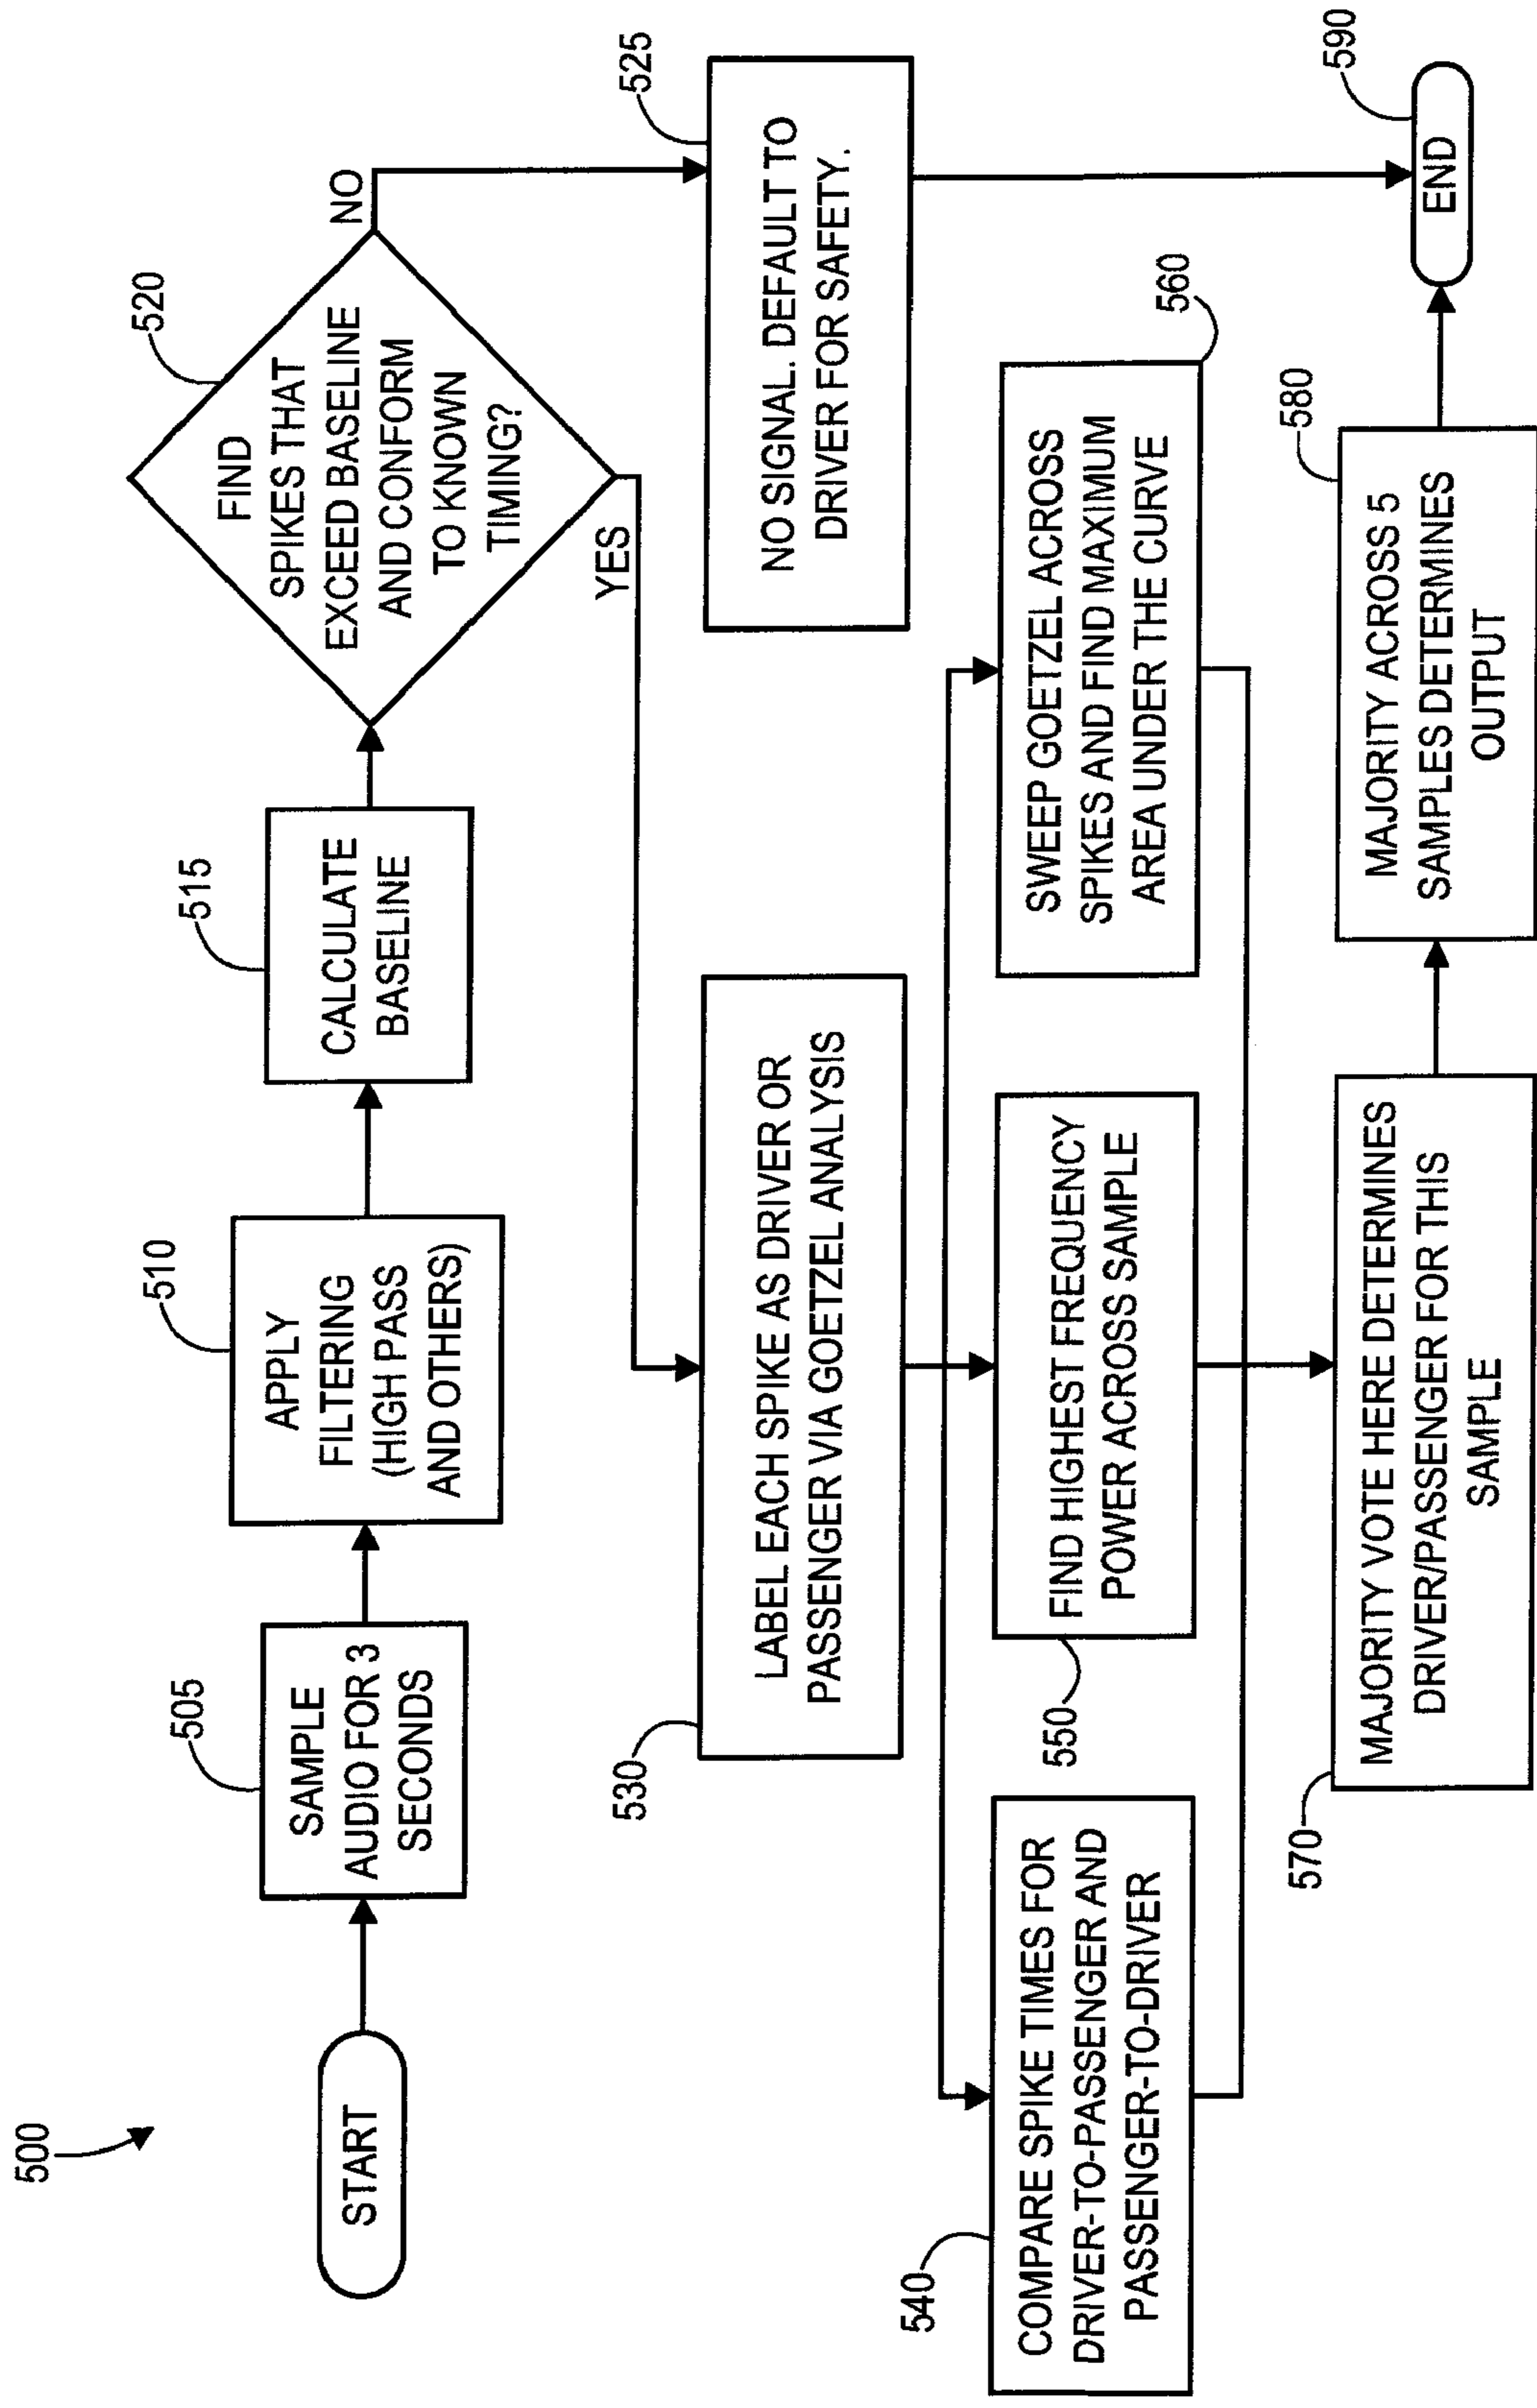 500
START
505
SAMPLE
AUDIO FOR 3
SECONDS
510
APPLY
FILTERING
(HIGH PASS
AND OTHERS)
515
CALCULATE
BASELINE
520
FIND
SPIKES THAT
EXCEED BASELINE
AND CONFORM
TO KNOWN
TIMING?
NO
YES
525
NO SIGNAL. DEFAULT TO
DRIVER FOR SAFETY.
530
LABEL EACH SPIKE AS DRIVER OR
PASSENGER VIA GOETZEL ANALYSIS
540
COMPARE SPIKE TIMES FOR
DRIVER-TO-PASSENGER AND
PASSENGER-TO-DRIVER
550
FIND HIGHEST FREQUENCY
POWER ACROSS SAMPLE
560
SWEEP GOETZEL ACROSS
SPIKES AND FIND MAXIMUM
AREA UNDER THE CURVE
570
MAJORITY VOTE HERE DETERMINES
DRIVER/PASSENGER FOR THIS
SAMPLE
580
MAJORITY ACROSS 5
SAMPLES DETERMINES
OUTPUT
590
END